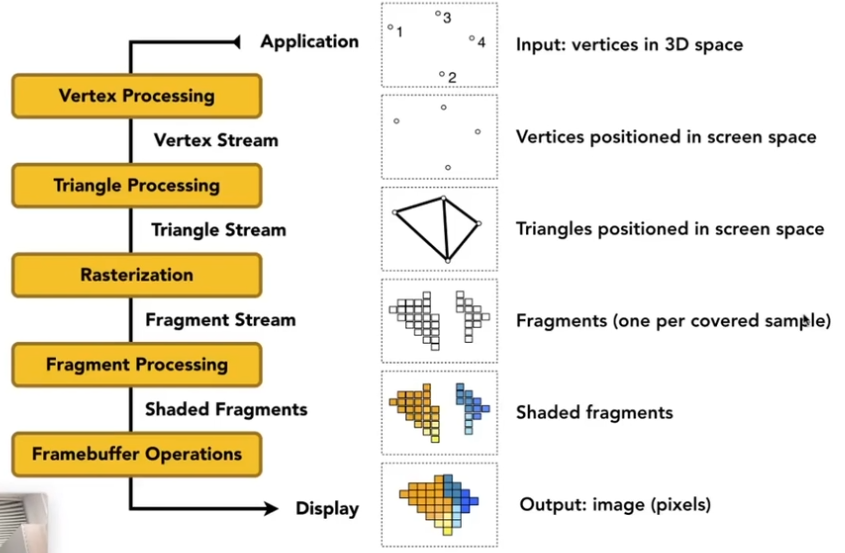 Application
1
3
4
2
Input: vertices in 3D space
Vertex Processing
Vertex Stream
Vertices positioned in screen space
Triangle Processing
Triangle Stream
Triangles positioned in screen space
Rasterization
Fragment Stream
Fragments (one per covered sample)
Fragment Processing
Shaded Fragments
Shaded fragments
Framebuffer Operations
Display
Output: image (pixels)